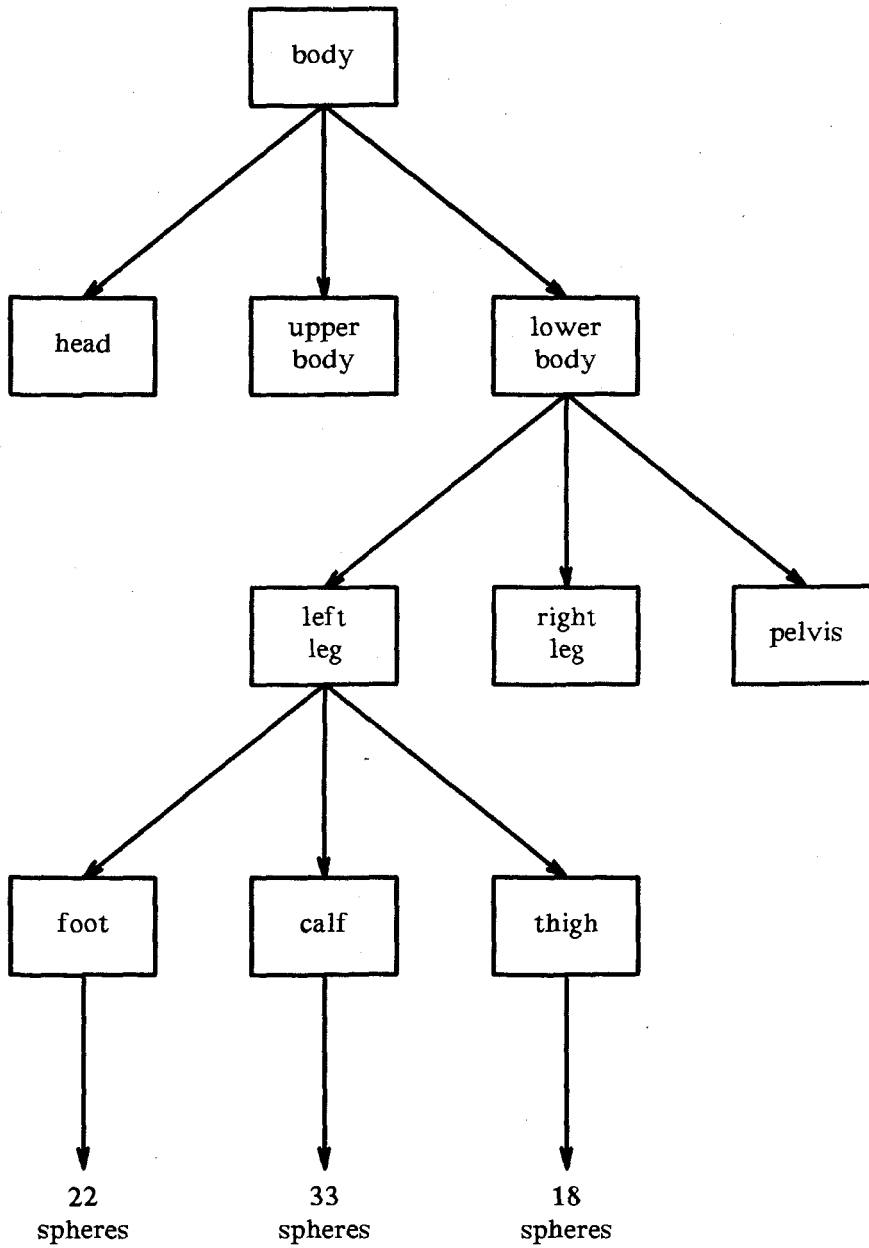 body
head
upper
body
lower
body
left
leg
right
leg
pelvis
foot
calf
thigh
22
spheres
33
spheres
18
spheres